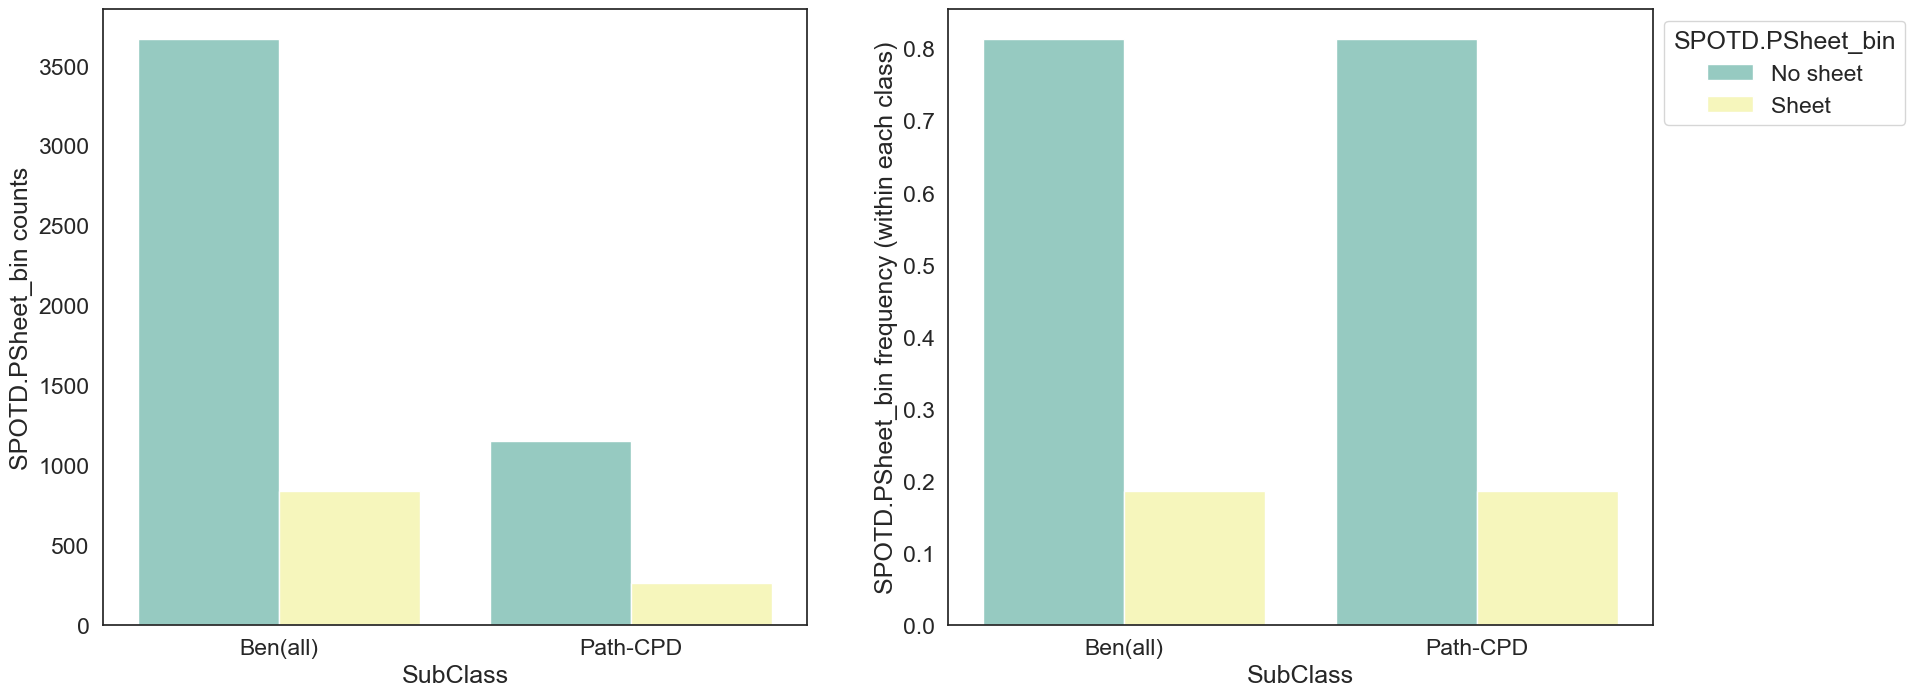 SPOTD.PSheet_bin counts
3500
3000
2500
2000
1500
1000
500
0
Ben(all)
Path-CPD
SubClass
SPOTD.PSheet_bin frequency (within each class)
0.8
0.7
0.6
0.5
0.4
0.3
0.2
0.1
0.0
Ben(all)
Path-CPD
SubClass
SPOTD.PSheet_bin
No sheet
Sheet